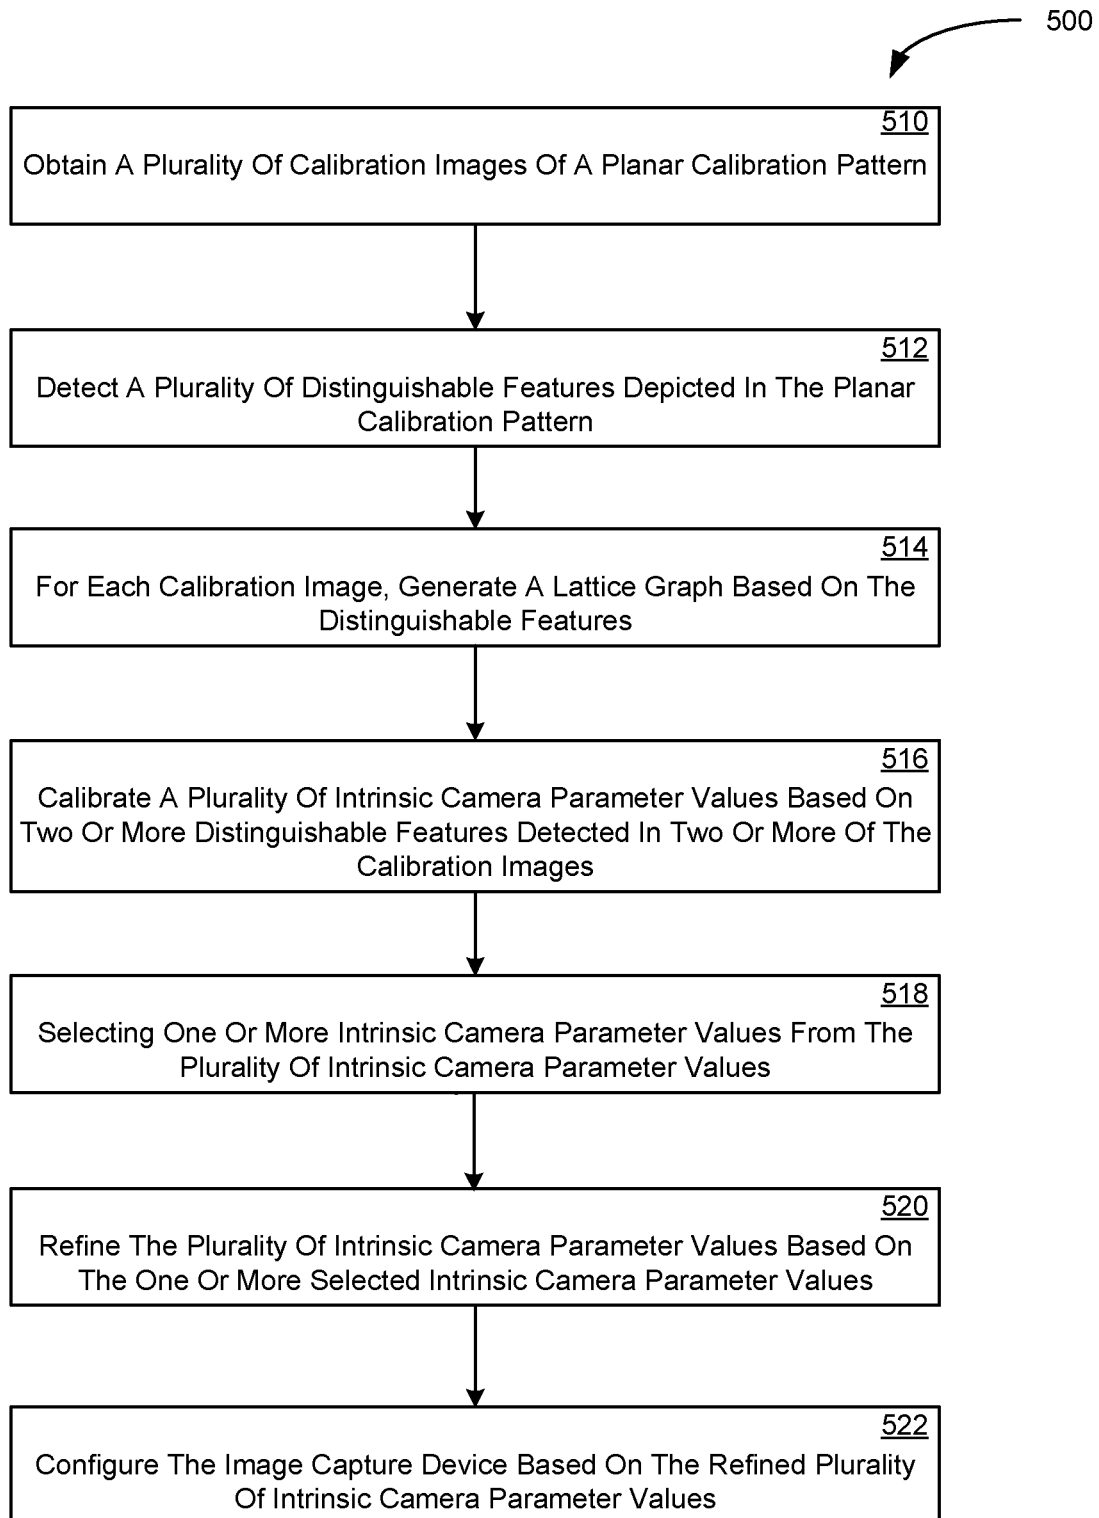 500
510
Obtain A Plurality Of Calibration Images Of A Planar Calibration Pattern
512
Detect A Plurality Of Distinguishable Features Depicted In The Planar
Calibration Pattern
514
For Each Calibration Image, Generate A Lattice Graph Based On The
Distinguishable Features
516
Calibrate A Plurality Of Intrinsic Camera Parameter Values Based On
Two Or More Distinguishable Features Detected In Two Or More Of The
Calibration Images
518
Selecting One Or More Intrinsic Camera Parameter Values From The
Plurality Of Intrinsic Camera Parameter Values
520
Refine The Plurality Of Intrinsic Camera Parameter Values Based On
The One Or More Selected Intrinsic Camera Parameter Values
522
Configure The Image Capture Device Based On The Refined Plurality
Of Intrinsic Camera Parameter Values